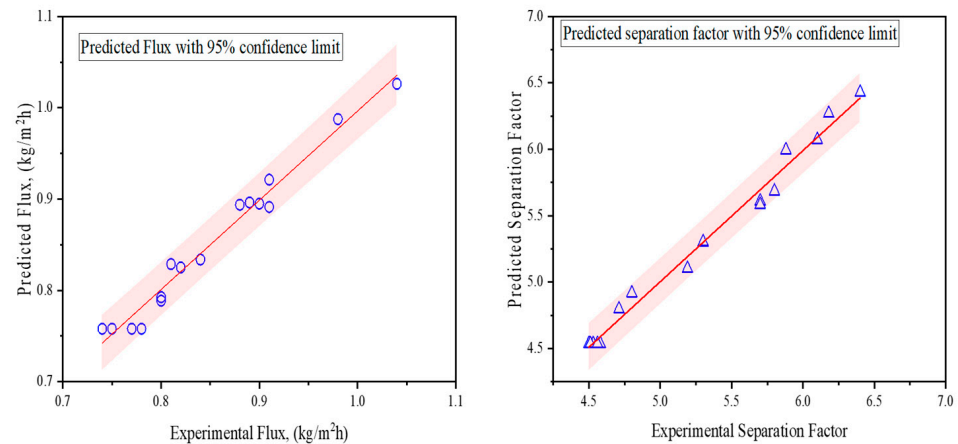 Predicted Flux with 95% confidence limit
Predicted Flux, (kg/m²h)
1.1
1.0
0.9
0.8
0.7
0.7 0.8 0.9 1.0 1.1
Experimental Flux, (kg/m²h)
Predicted separation factor with 95% confidence limit
Predicted Separation Factor
7.0
6.5
6.0
5.5
5.0
4.5
4.5 5.0 5.5 6.0 6.5 7.0
Experimental Separation Factor